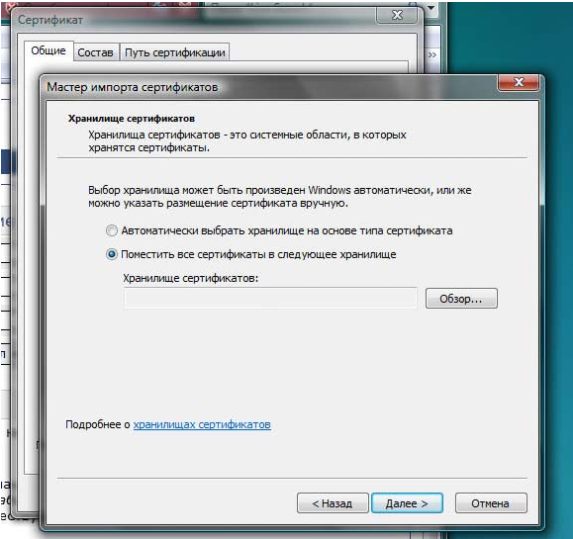 Сертификат
Общие
Состав
Путь сертификации
Мастер импорта сертификатов
Хранилище сертификатов
Хранилища сертификатов - это системные области, в которых
хранятся сертификаты.
Выбор хранилища может быть произведен Windows автоматически, или же
можно указать размещение сертификата вручную.
Автоматически выбрать хранилище на основе типа сертификата
Поместить все сертификаты в следующее хранилище
Хранилище сертификатов:
Обзор...
Подробнее о хранилищах сертификатов
< Назад
Далее >
Отмена